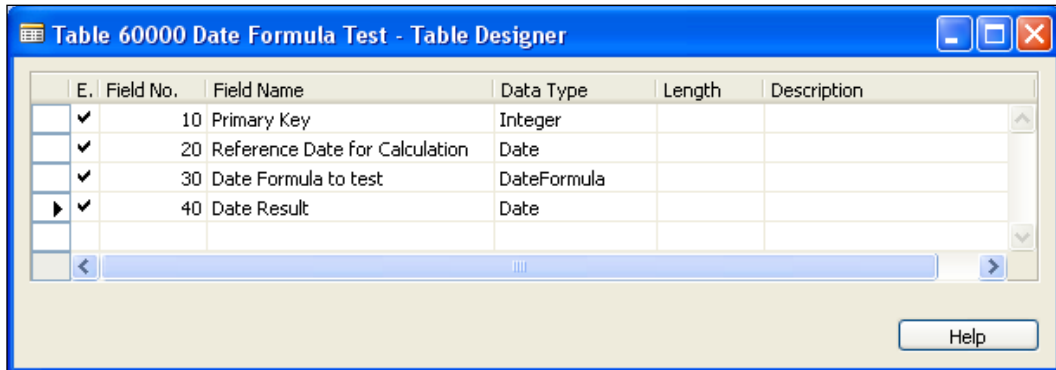 Table 60000 Date Formula Test - Table Designer
E. Field No. Field Name Data Type Length Description
10 Primary Key Integer
20 Reference Date for Calculation Date
30 Date Formula to test DateFormula
40 Date Result Date
Help